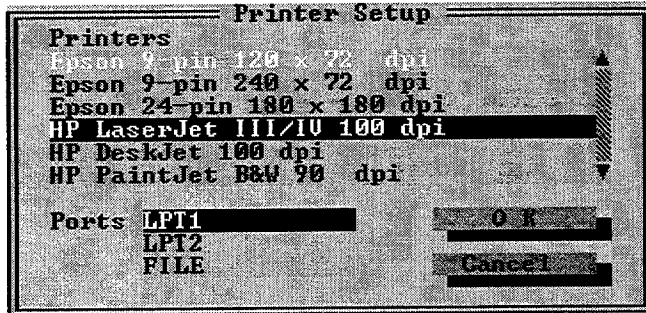 Printer Setup
Printers
Epson 9-pin 120 x 72 dpi
Epson 9-pin 240 x 72 dpi
Epson 24-pin 180 x 180 dpi
HP LaserJet III/IV 100 dpi
HP DeskJet 100 dpi
HP PaintJet B&W 90 dpi
Ports LPT1
LPT2
FILE
O K
Cancel